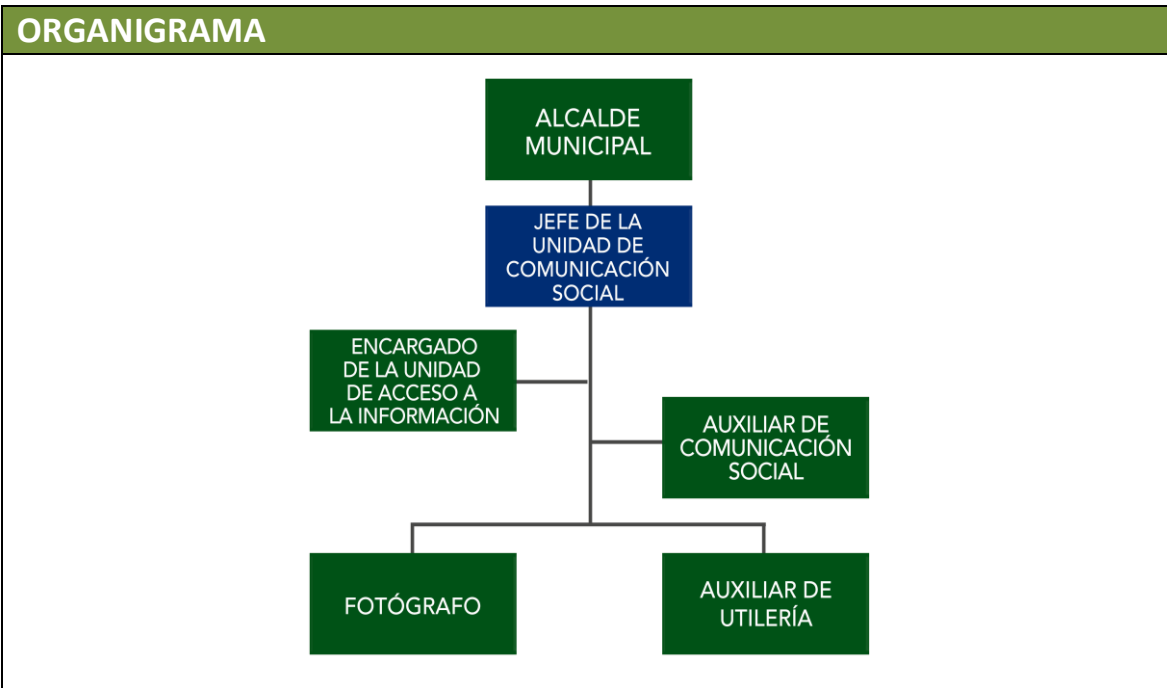 ORGANIGRAMA
ALCALDE
MUNICIPAL
JEFE DE LA
UNIDAD DE
COMUNICACIÓN
SOCIAL
ENCARGADO
DE LA UNIDAD
DE ACCESO A
LA INFORMACIÓN
AUXILIAR DE
COMUNICACIÓN
SOCIAL
FOTÓGRAFO
AUXILIAR DE
UTILERÍA